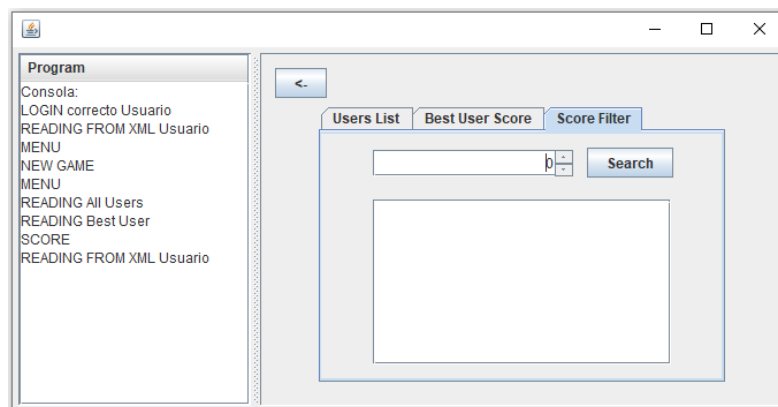 Program
Consola:
LOGIN correcto Usuario
READING FROM XML Usuario
MENU
NEW GAME
MENU
READING All Users
READING Best User
SCORE
READING FROM XML Usuario
<-
Users List Best User Score Score Filter
0 Search